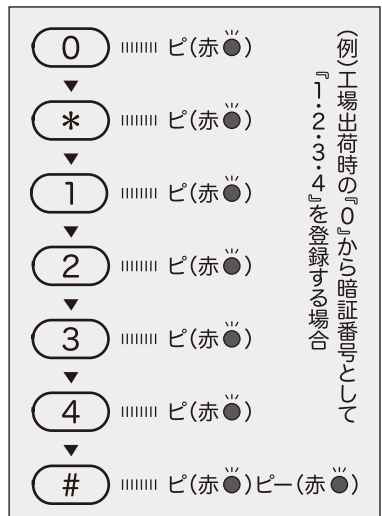 (例)工場出荷時の『0』から暗証番号として
『1・2・3・4』を登録する場合
0 ピ(赤)
* ピ(赤)
1 ピ(赤)
2 ピ(赤)
3 ピ(赤)
4 ピ(赤)
# ピ(赤)ピー(赤)